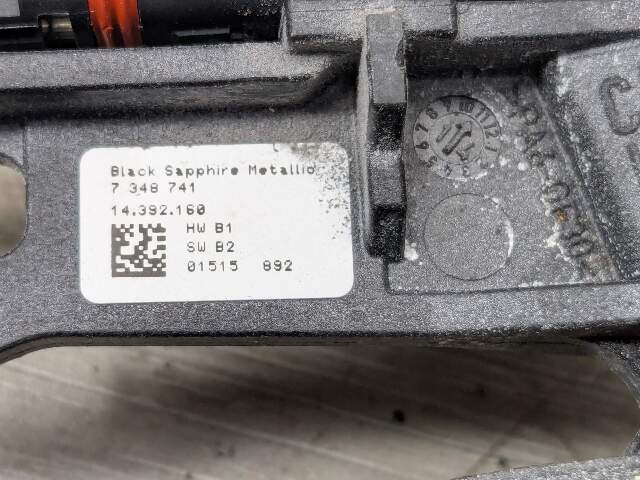 Black Sapphire Metallic
7 348 741
14.392.160
HW B1
SW B2
01515 892